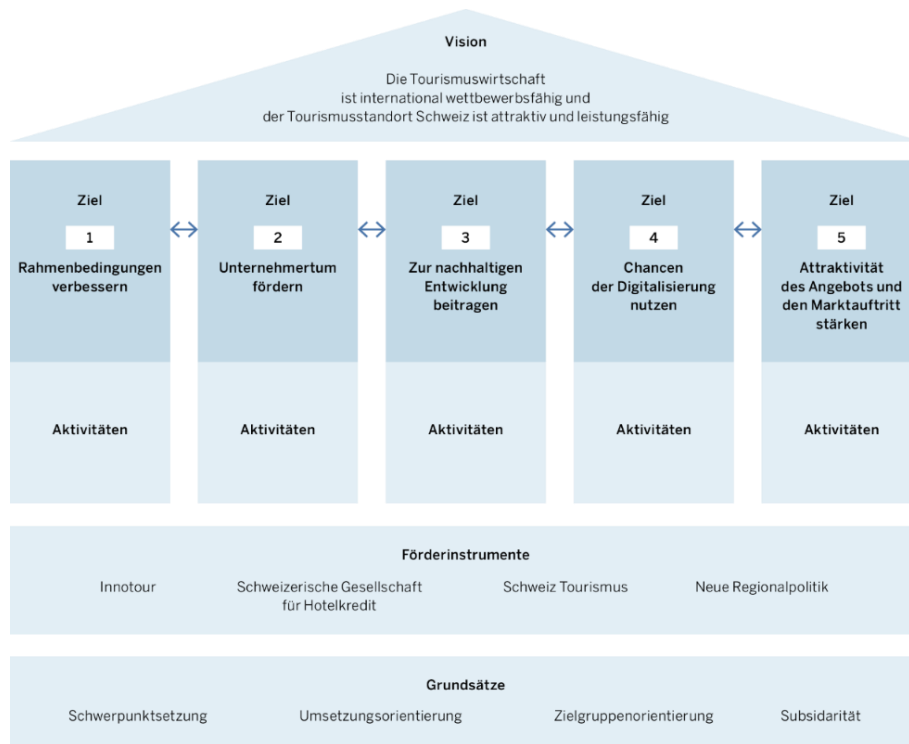 Vision
Die Tourismuswirtschaft
ist international wettbewerbsfähig und
der Tourismusstandort Schweiz ist attraktiv und leistungsfähig
Ziel
1
Rahmenbedingungen
verbessern
Ziel
2
Unternehmertum
fördern
Ziel
3
Zur nachhaltigen
Entwicklung
beitragen
Ziel
4
Chancen
der Digitalisierung
nutzen
Ziel
5
Attraktivität
des Angebots und
den Marktauftritt
stärken
Aktivitäten
Aktivitäten
Aktivitäten
Aktivitäten
Aktivitäten
Förderinstrumente
Innotour
Schweizerische Gesellschaft
für Hotelkredit
Schweiz Tourismus
Neue Regionalpolitik
Grundsätze
Schwerpunktsetzung
Umsetzungsorientierung
Zielgruppenorientierung
Subsidarität